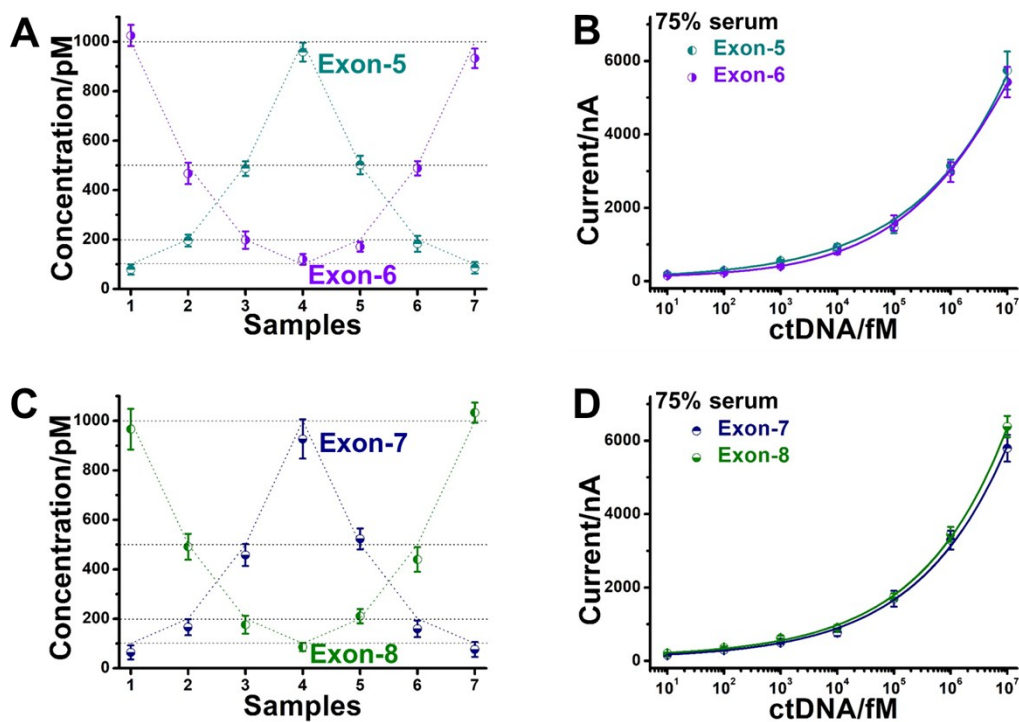 A
Concentration/pM
1000
800
600
400
200
0
Exon-5
Exon-6
1 2 3 4 5 6 7
Samples
B
75% serum
Exon-5
Exon-6
Current/nA
6000
4000
2000
0
10¹ 10² 10³ 10⁴ 10⁵ 10⁶ 10⁷
ctDNA/fM
C
Concentration/pM
1000
800
600
400
200
0
Exon-7
Exon-8
1 2 3 4 5 6 7
Samples
D
75% serum
Exon-7
Exon-8
Current/nA
6000
4000
2000
0
10¹ 10² 10³ 10⁴ 10⁵ 10⁶ 10⁷
ctDNA/fM